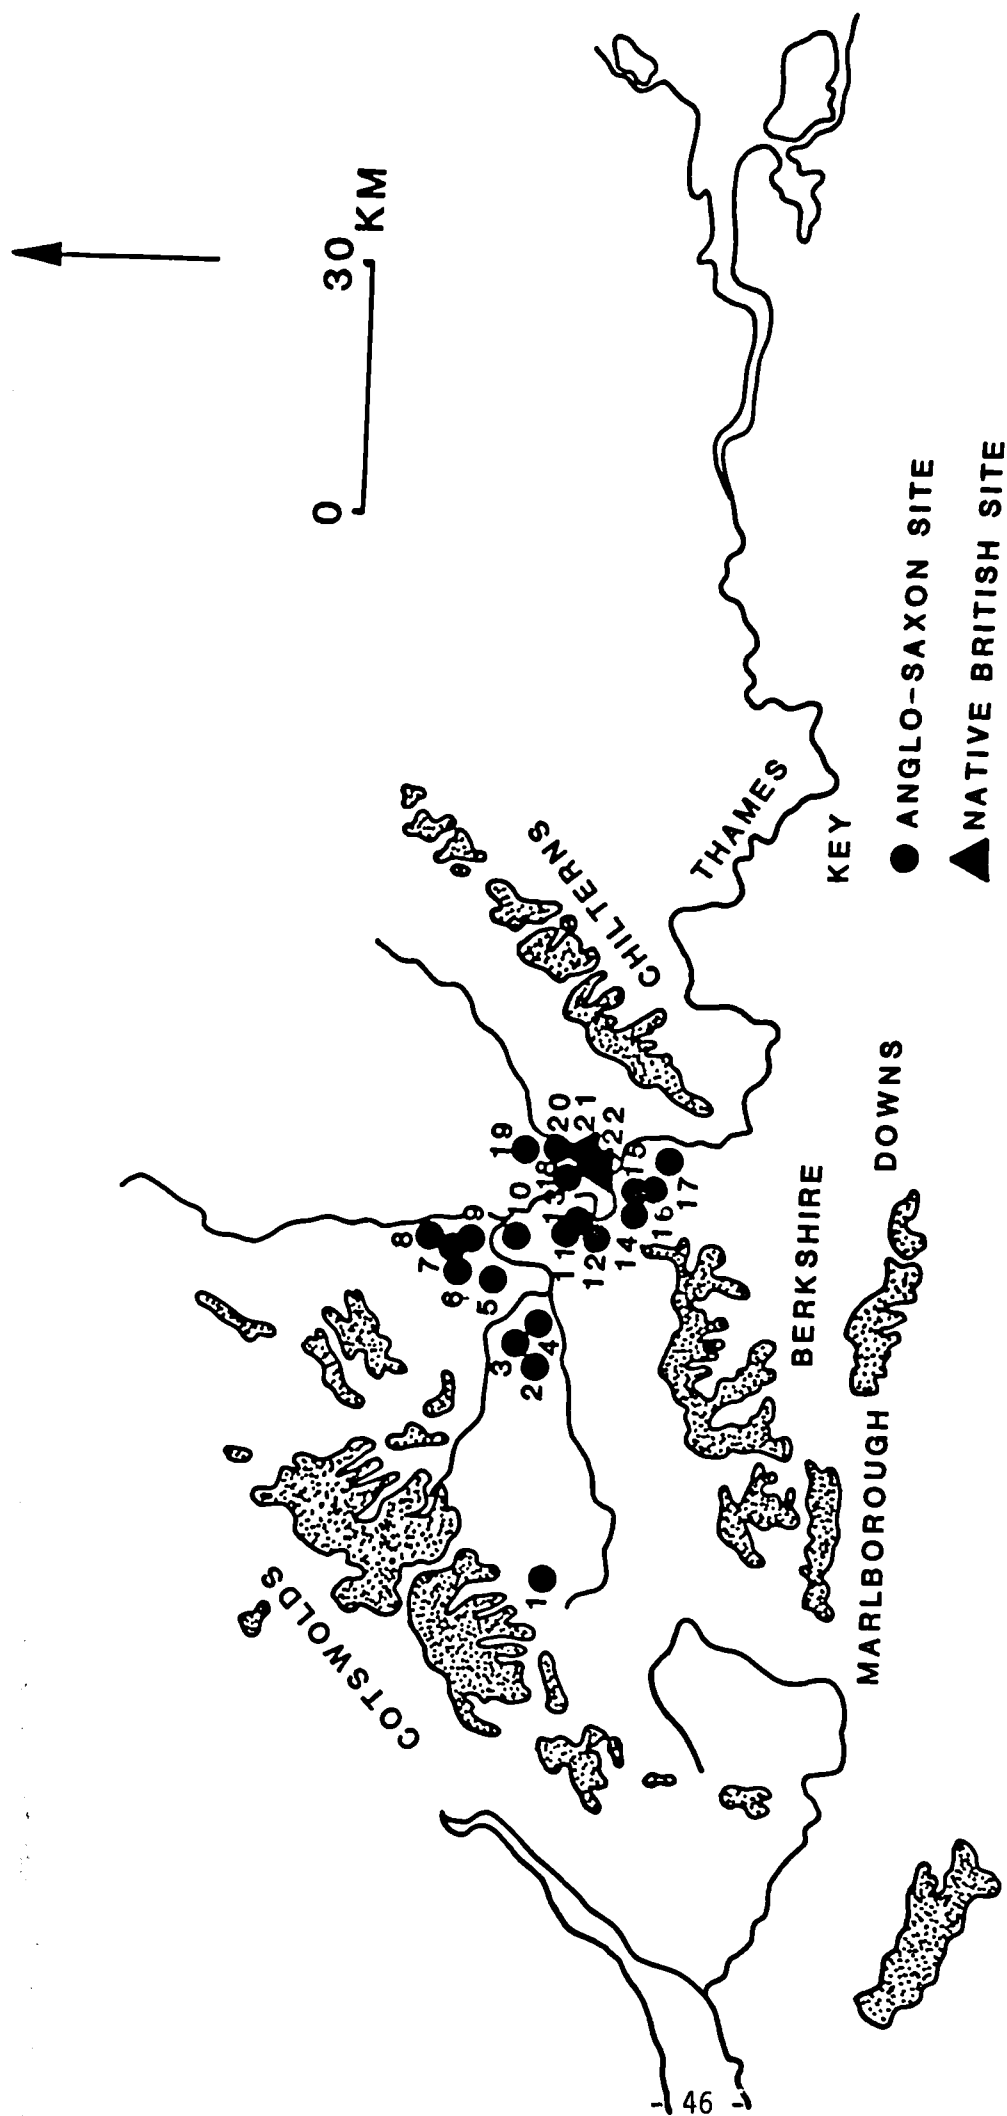 0 30
KM
COTSWOLDS
CHILTERNS
THAMES
BERKSHIRE
DOWNS
MARLBOROUGH
1
2
3
4
5
6
7
8
9
10
11
12
13
14
15
16
17
18
19
20
21
22
KEY
ANGLO-SAXON SITE
NATIVE BRITISH SITE
- 46 -